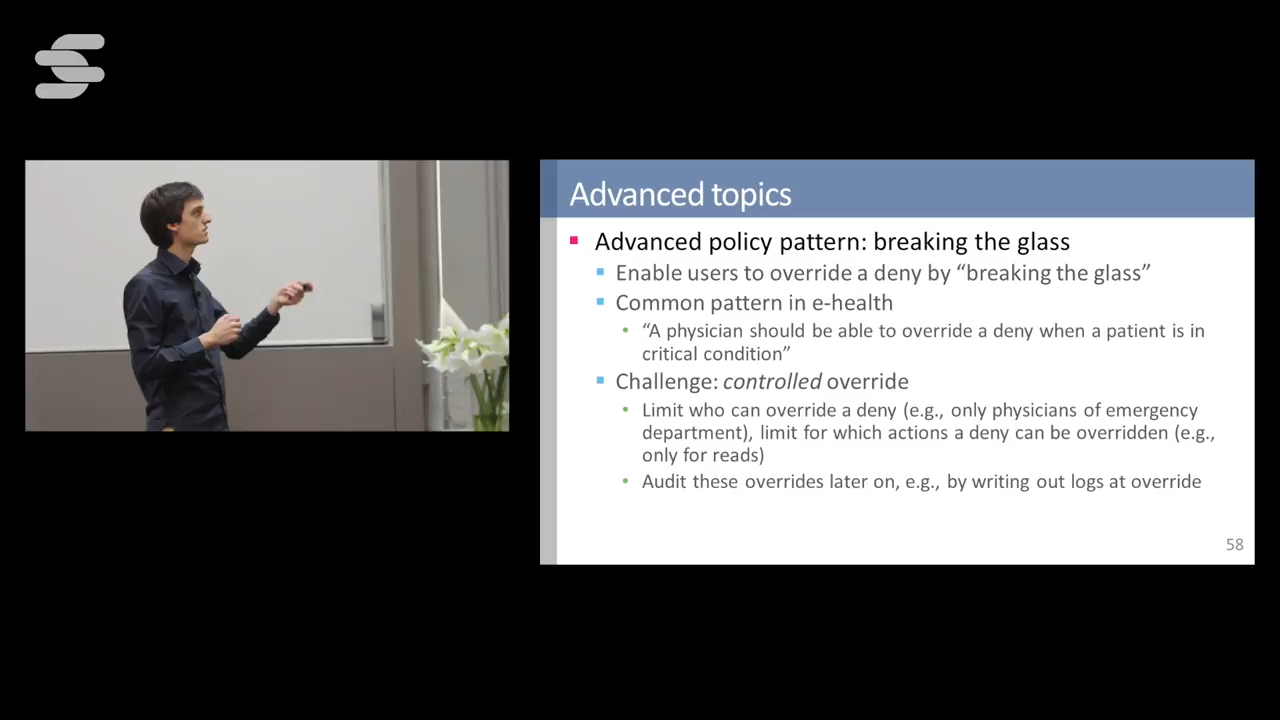 Advanced topics
Advanced policy pattern: breaking the glass
Enable users to override a deny by “breaking the glass”
Common pattern in e-health
“A physician should be able to override a deny when a patient is in
critical condition”
Challenge: controlled override
Limit who can override a deny (e.g., only physicians of emergency
department), limit for which actions a deny can be overridden (e.g.,
only for reads)
Audit these overrides later on, e.g., by writing out logs at override
58